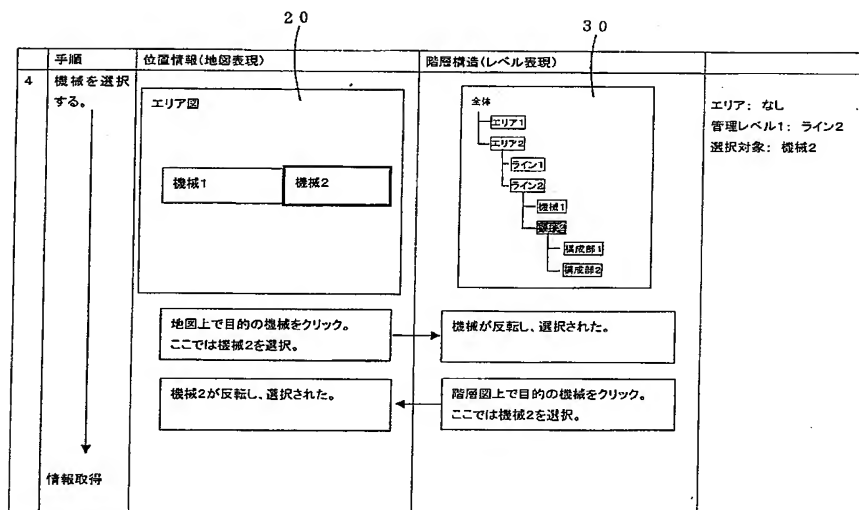 20
30
手順
位置情報(地図表現)
階層構造(レベル表現)
4
機械を選択
する。
エリア図
機械1
機械2
全体
エリア1
エリア2
ライン1
ライン2
機械1
機械2
構成部1
構成部2
エリア: なし
管理レベル1: ライン2
選択対象: 機械2
地図上で目的の機械をクリック。
ここでは機械2を選択。
機械が反転し、選択された。
機械2が反転し、選択された。
階層図上で目的の機械をクリック。
ここでは機械2を選択。
情報取得